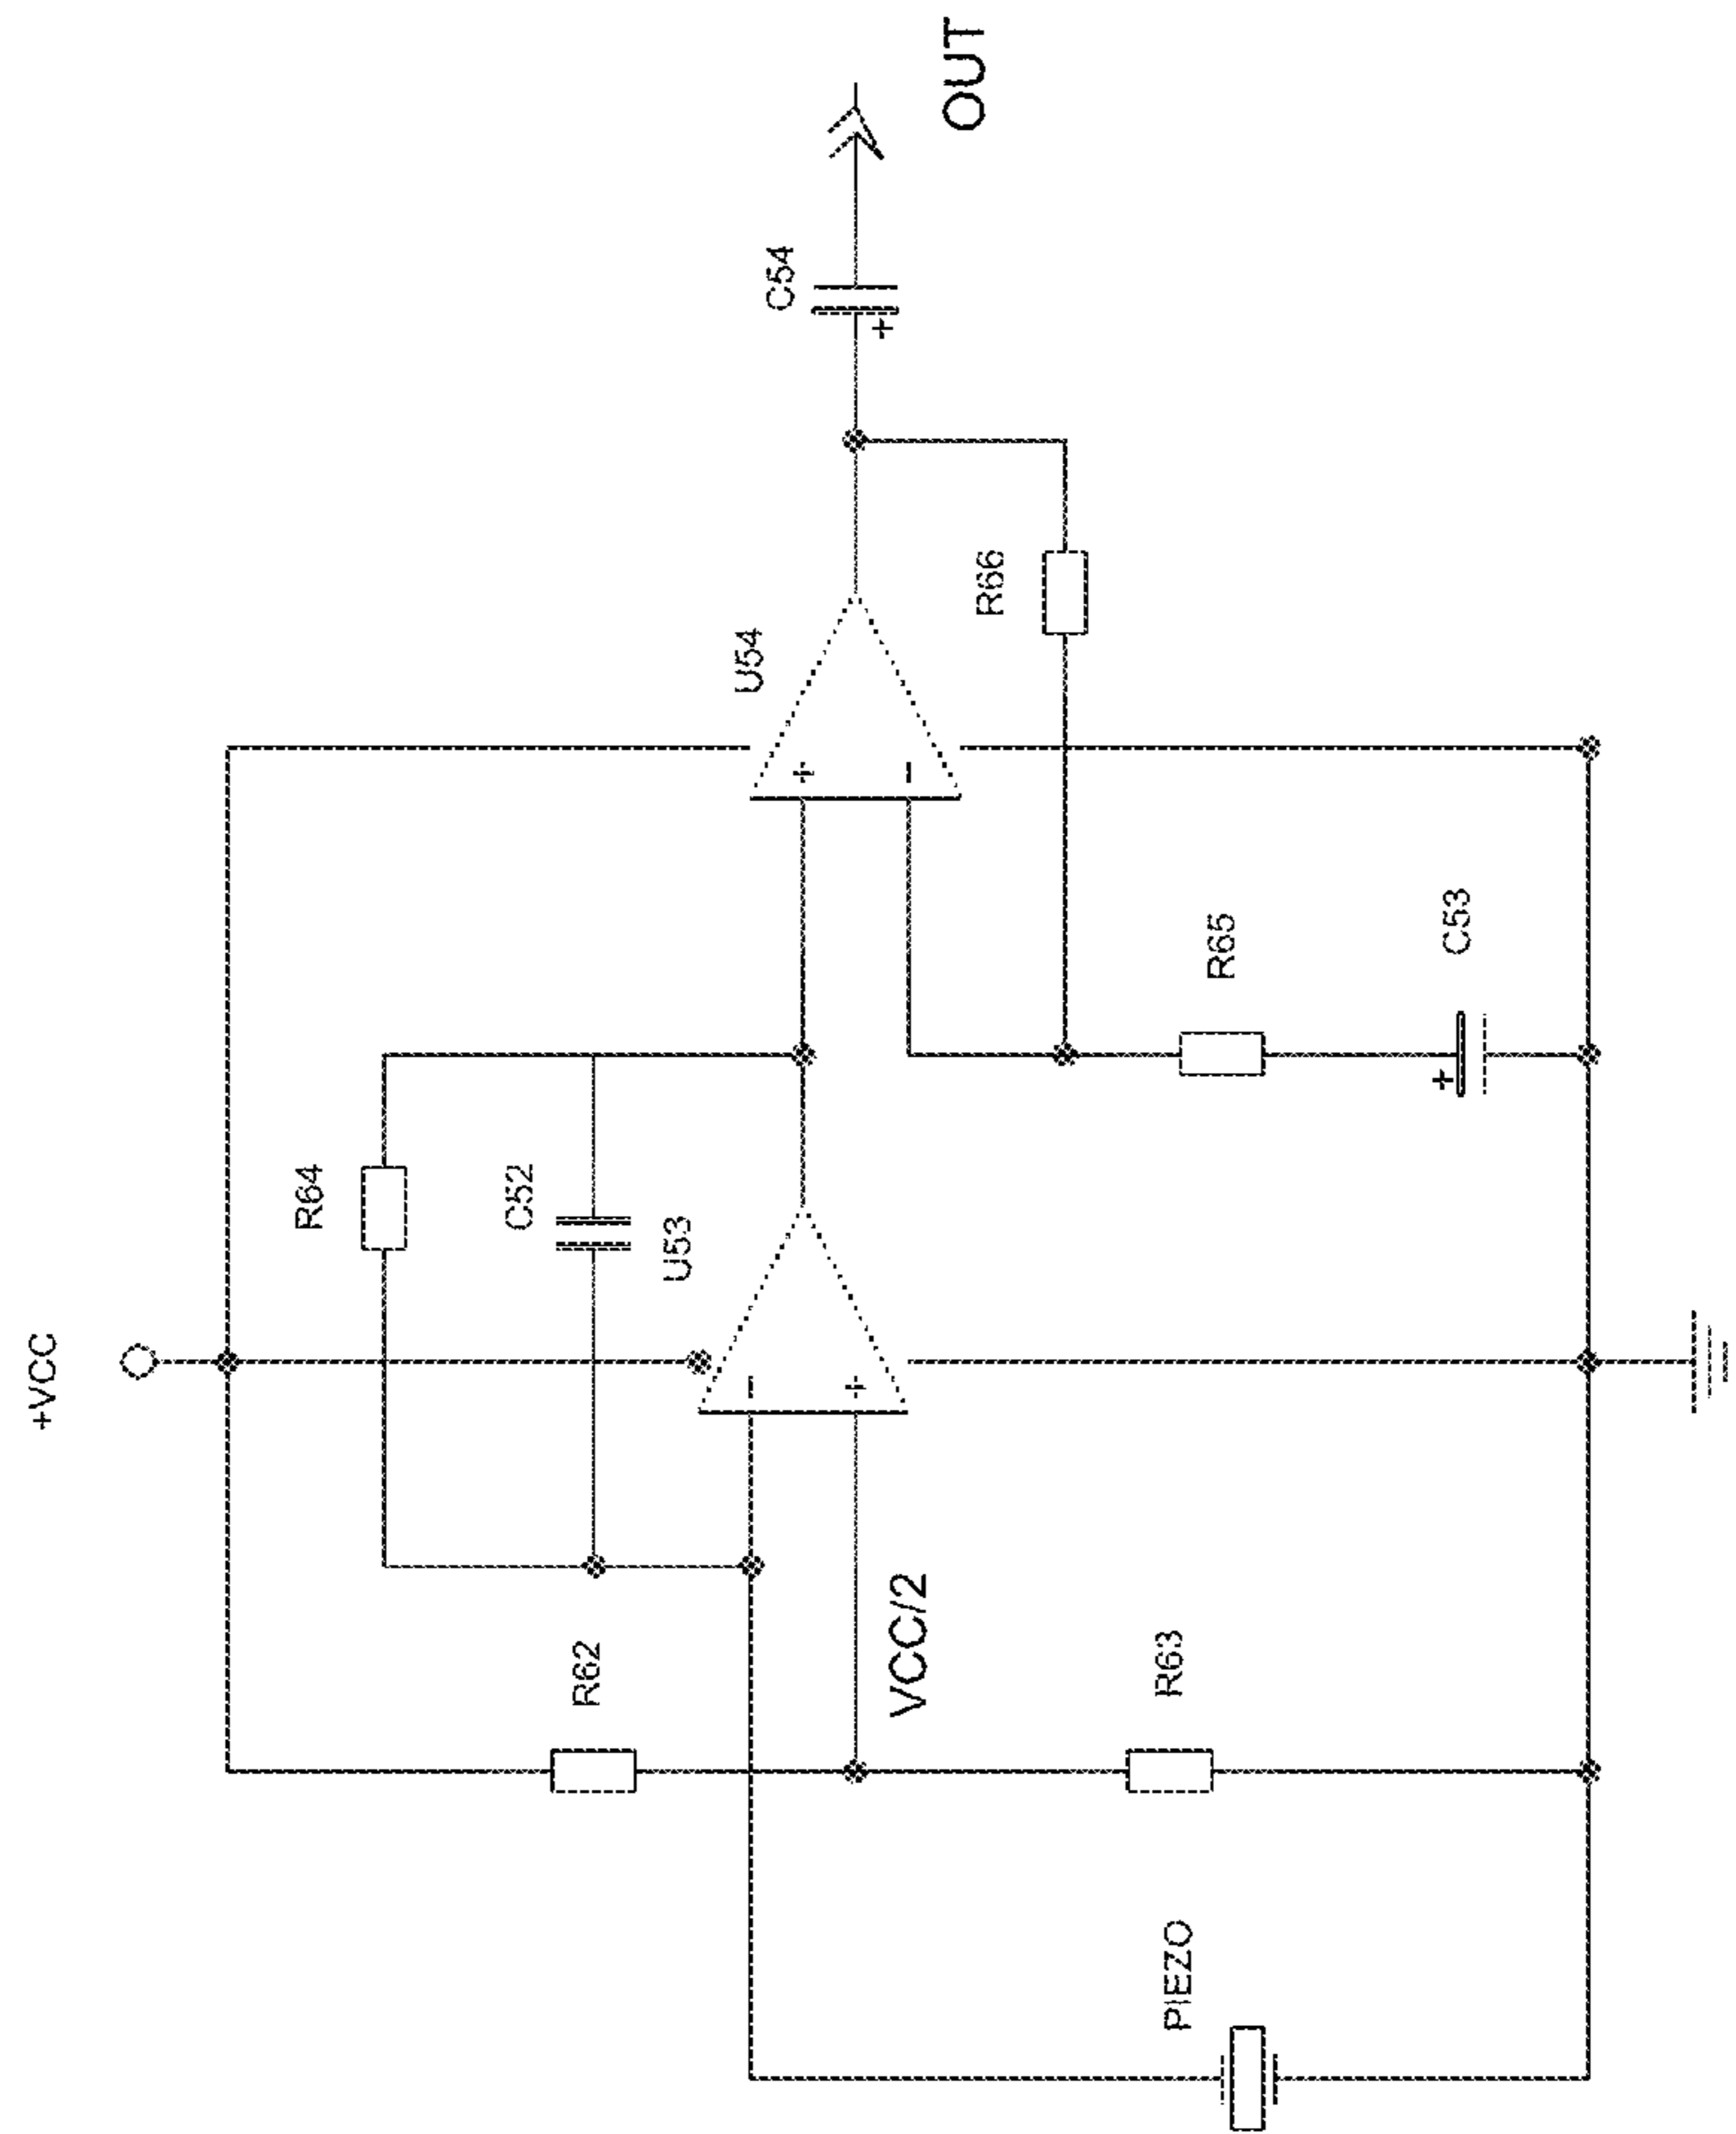 +VCC
R64
C52
U53
R62
VCC/2
R63
PIEZO
U54
R66
R65
C53
C54
OUT
+
-
+
-
+
+